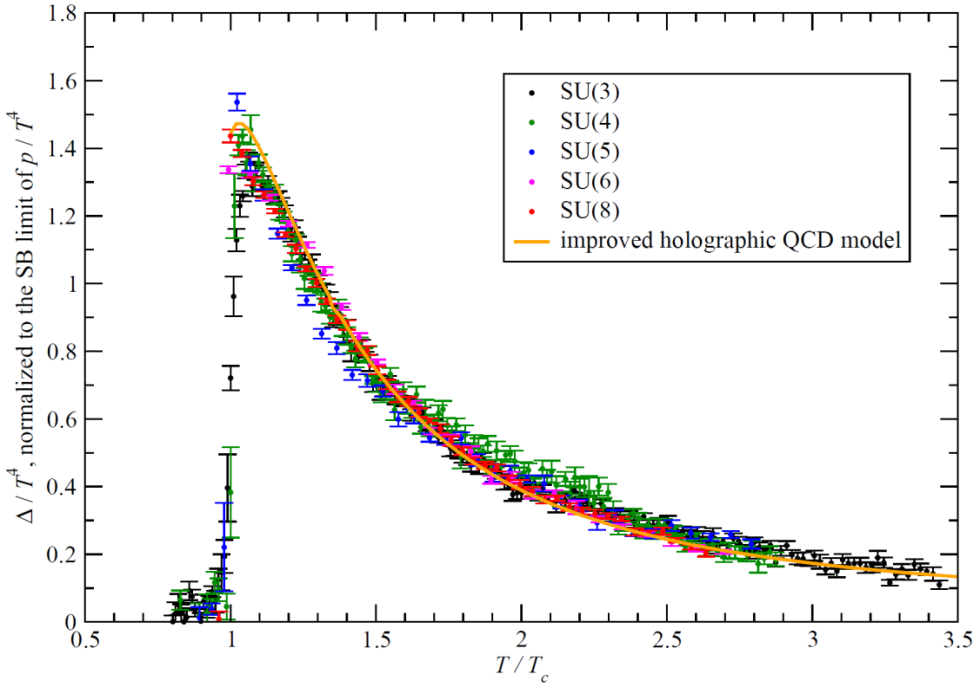 1.8
1.6
1.4
1.2
1
0.8
0.6
0.4
0.2
0
Δ / T⁴, normalized to the SB limit of p / T⁴
SU(3)
SU(4)
SU(5)
SU(6)
SU(8)
improved holographic QCD model
0.5 1 1.5 2 2.5 3 3.5
T / T_c